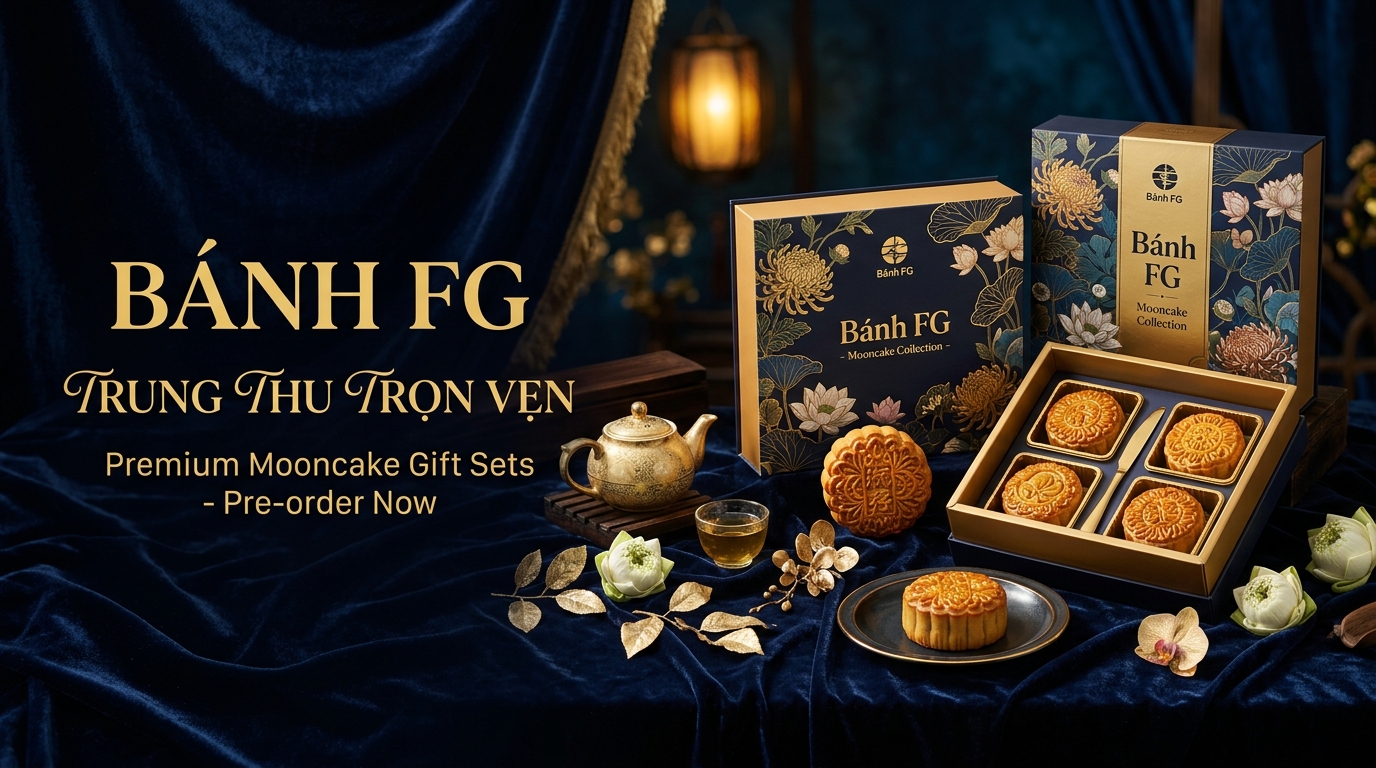 BÁNH FG
TRUNG THU TRỌN VẸN
Premium Mooncake Gift Sets
- Pre-order Now
Bánh FG
Bánh FG
- Mooncake Collection -
Bánh FG
Bánh
FG
Mooncake
Collection